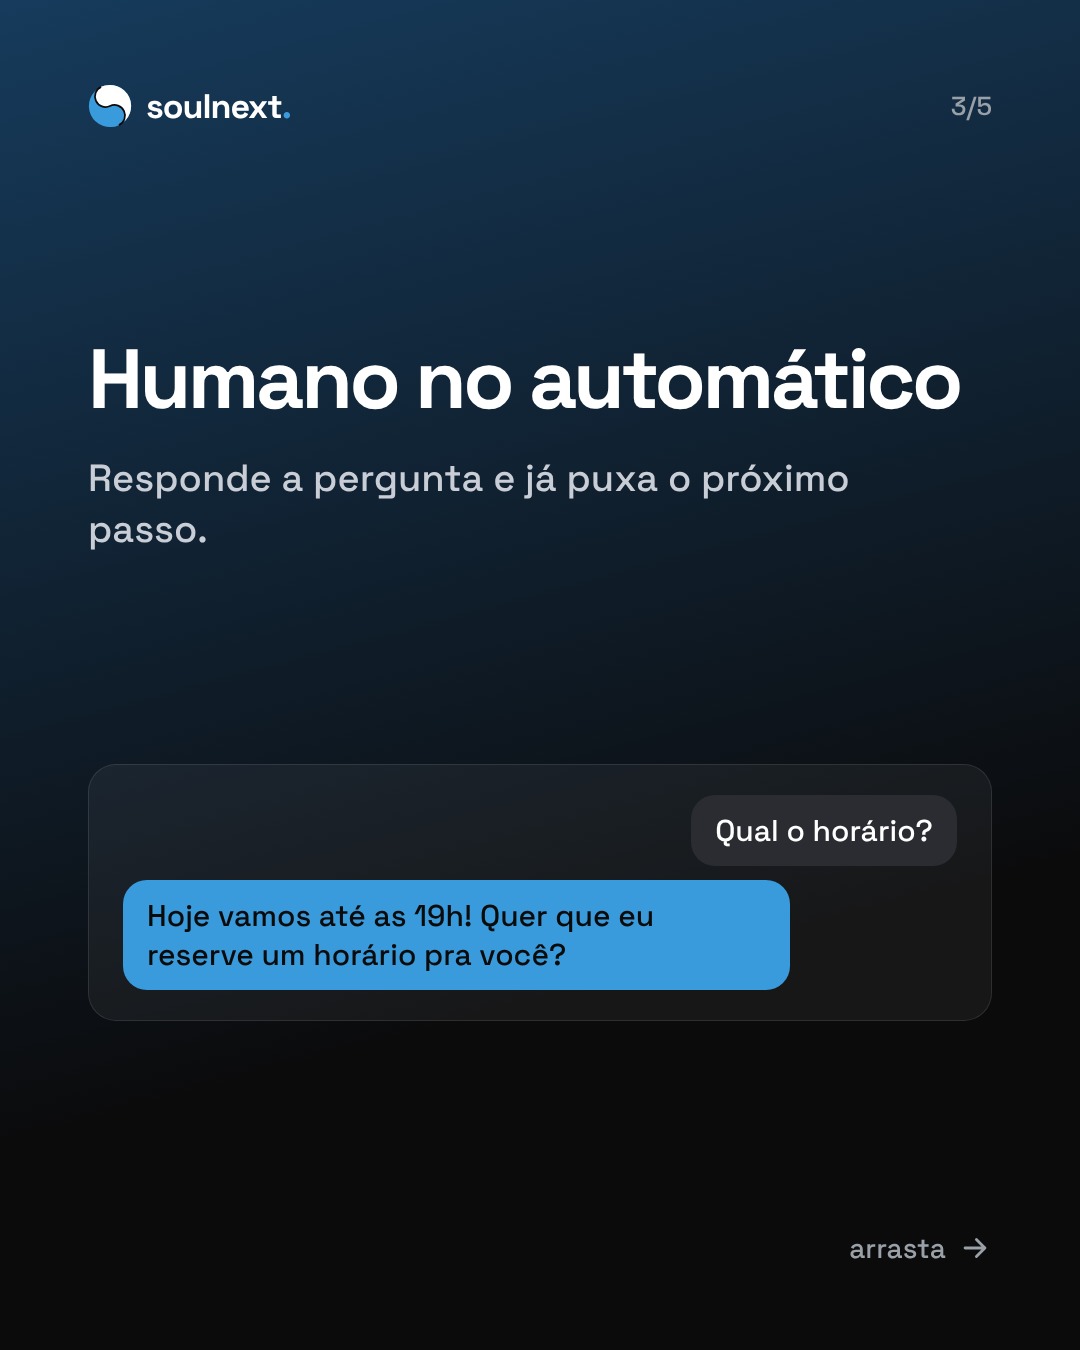 soulnext.
3/5
Humano no automático
Responde a pergunta e já puxa o próximo
passo.
Qual o horário?
Hoje vamos até as 19h! Quer que eu
reserve um horário pra você?
arrasta →